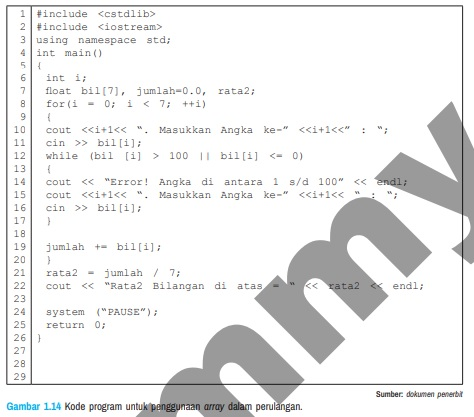 1 #include <cstdlib>
2 #include <iostream>
3 using namespace std;
4 int main()
5 {
6 int i;
7 float bil[7], jumlah=0.0, rata2;
8 for(i = 0; i < 7; ++i)
9 {
10 cout <<i+1<< “. Masukkan Angka ke-” <<i+1<<” : “;
11 cin >> bil[i];
12 while (bil [i] > 100 || bil[i] <= 0)
13 {
14 cout << “Error! Angka di antara 1 s/d 100” << endl;
15 cout <<i+1<< “. Masukkan Angka ke-” <<i+1<< “ : “;
16 cin >> bil[i];
17 }
18
19 jumlah += bil[i];
20 }
21 rata2 = jumlah / 7;
22 cout << “Rata2 Bilangan di atas = “ << rata2 << endl;
23
24 system (“PAUSE”);
25 return 0;
26 }
27
28
29
Sumber: dokumen penerbit
Gambar 1.14 Kode program untuk penggunaan array dalam perulangan.